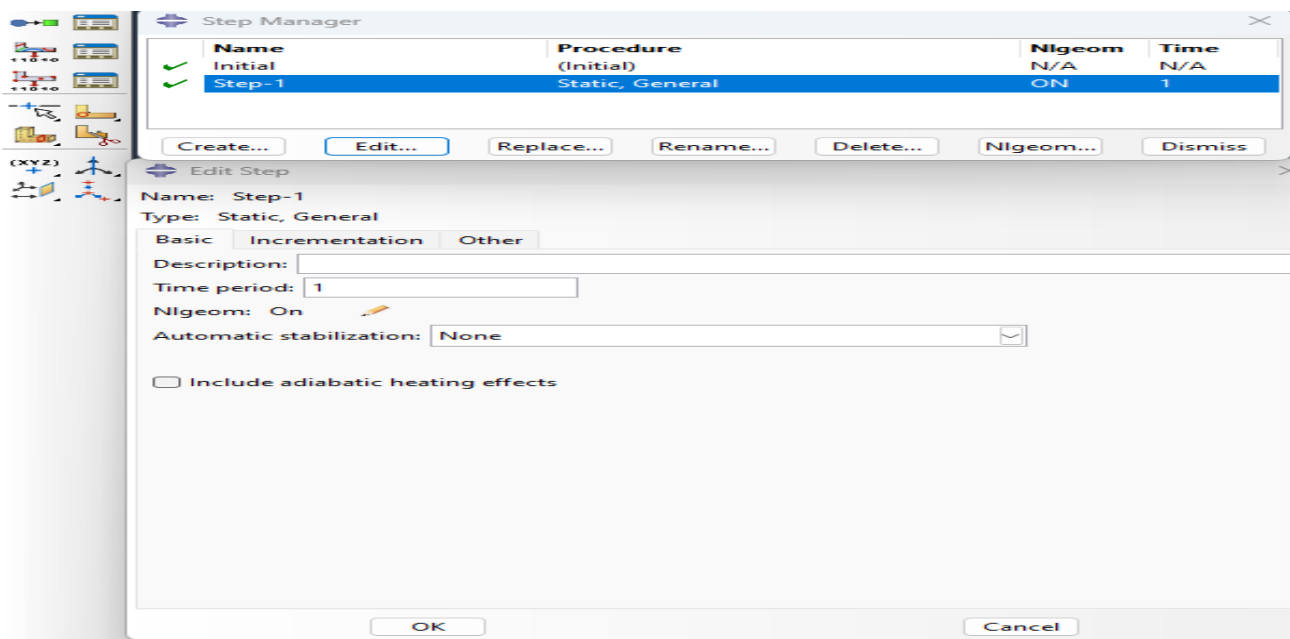 Step Manager
Name Procedure Nlgeom Time
Initial (Initial) N/A N/A
Step-1 Static, General ON 1
Create... Edit... Replace... Rename... Delete... Nlgeom... Dismiss
Edit Step
Name: Step-1
Type: Static, General
Basic Incrementation Other
Description:
Time period: 1
Nlgeom: On
Automatic stabilization: None
Include adiabatic heating effects
OK Cancel
11010
11010
(XYZ)